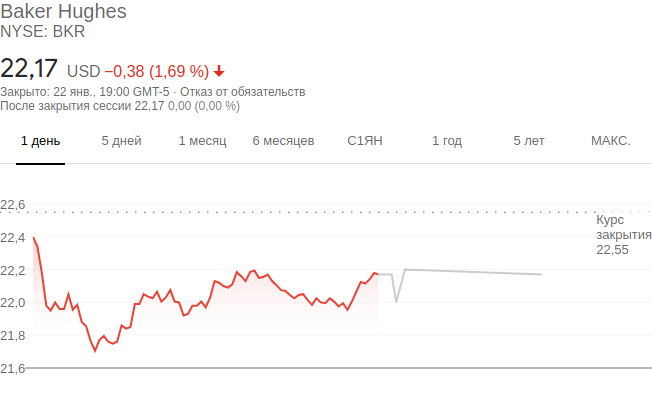 Baker Hughes
NYSE: BKR
22,17 USD −0,38 (1,69 %)
Закрыто: 22 янв., 19:00 GMT-5 · Отказ от обязательств
После закрытия сессии 22,17 0,00 (0,00 %)
1 день 5 дней 1 месяц 6 месяцев С1ЯН 1 год 5 лет МАКС.
22,6
Курс
закрытия
22,55
22,4
22,2
22,0
21,8
21,6